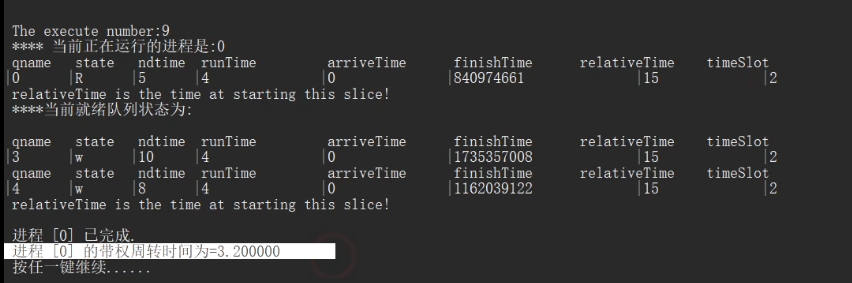 The execute number:9
**** 当前正在运行的进程是:0
qname state ndtime runTime arriveTime finishTime relativeTime timeSlot
|0 |R |5 |4 |0 |840974661 |15 |2
relativeTime is the time at starting this slice!
****当前就绪队列状态为:
qname state ndtime runTime arriveTime finishTime relativeTime timeSlot
|3 |w |10 |4 |0 |1735357008 |15 |2
qname state ndtime runTime arriveTime finishTime relativeTime timeSlot
|4 |w |8 |4 |0 |1162039122 |15 |2
relativeTime is the time at starting this slice!
进程 [0] 已完成.
进程 [0] 的带权周转时间为=3.200000
按任一键继续......